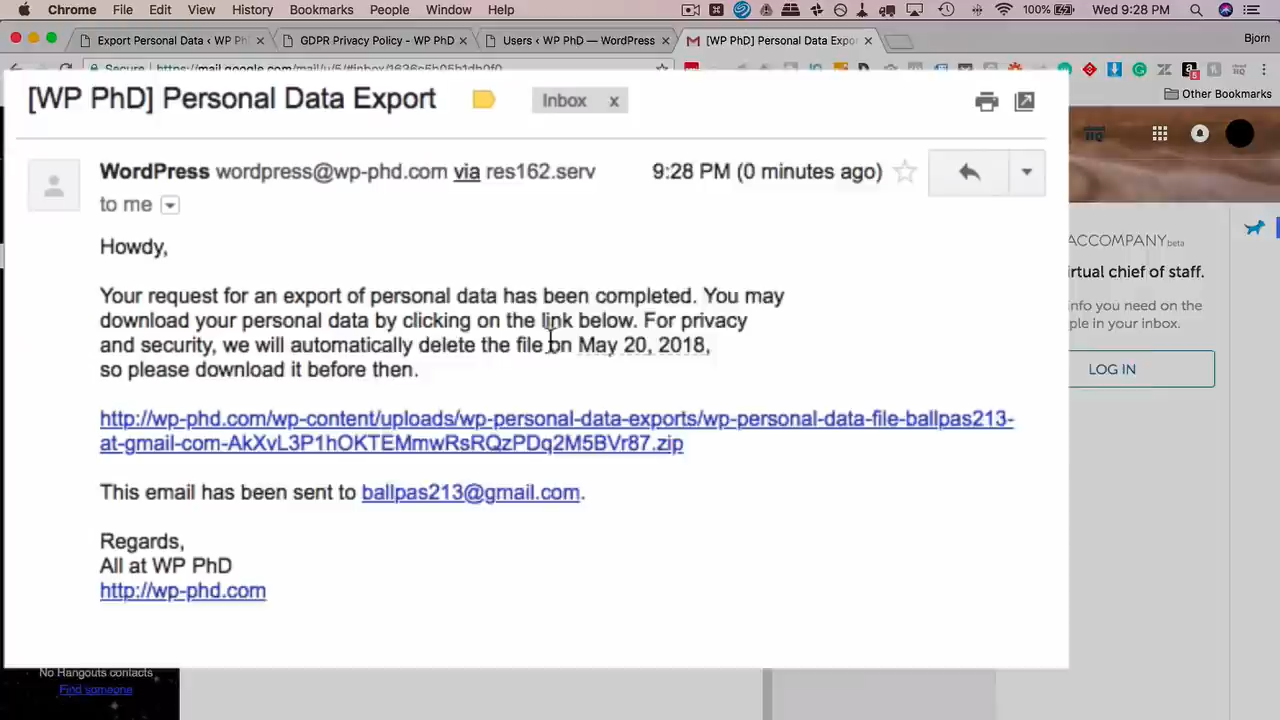 Chrome File Edit View History Bookmarks People Window Help 100% Wed 9:28 PM
Export Personal Data ‹ WP Ph GDPR Privacy Policy - WP PhD Users ‹ WP PhD — WordPress [WP PhD] Personal Data Expor Bjorn
Secure
Other Bookmarks
[WP PhD] Personal Data Export Inbox x
WordPress wordpress@wp-phd.com via res162.serv 9:28 PM (0 minutes ago)
to me
Howdy,
Your request for an export of personal data has been completed. You may
download your personal data by clicking on the link below. For privacy
and security, we will automatically delete the file on May 20, 2018,
so please download it before then.
http://wp-phd.com/wp-content/uploads/wp-personal-data-exports/wp-personal-data-file-ballpas213-
at-gmail-com-AkXvL3P1hOKTEMmwRsRQzPDq2M5BVr87.zip
This email has been sent to ballpas213@gmail.com.
Regards,
All at WP PhD
http://wp-phd.com
ACCOMPANY beta
irtual chief of staff.
info you need on the
ple in your inbox.
LOG IN
No Hangouts contacts
Find someone